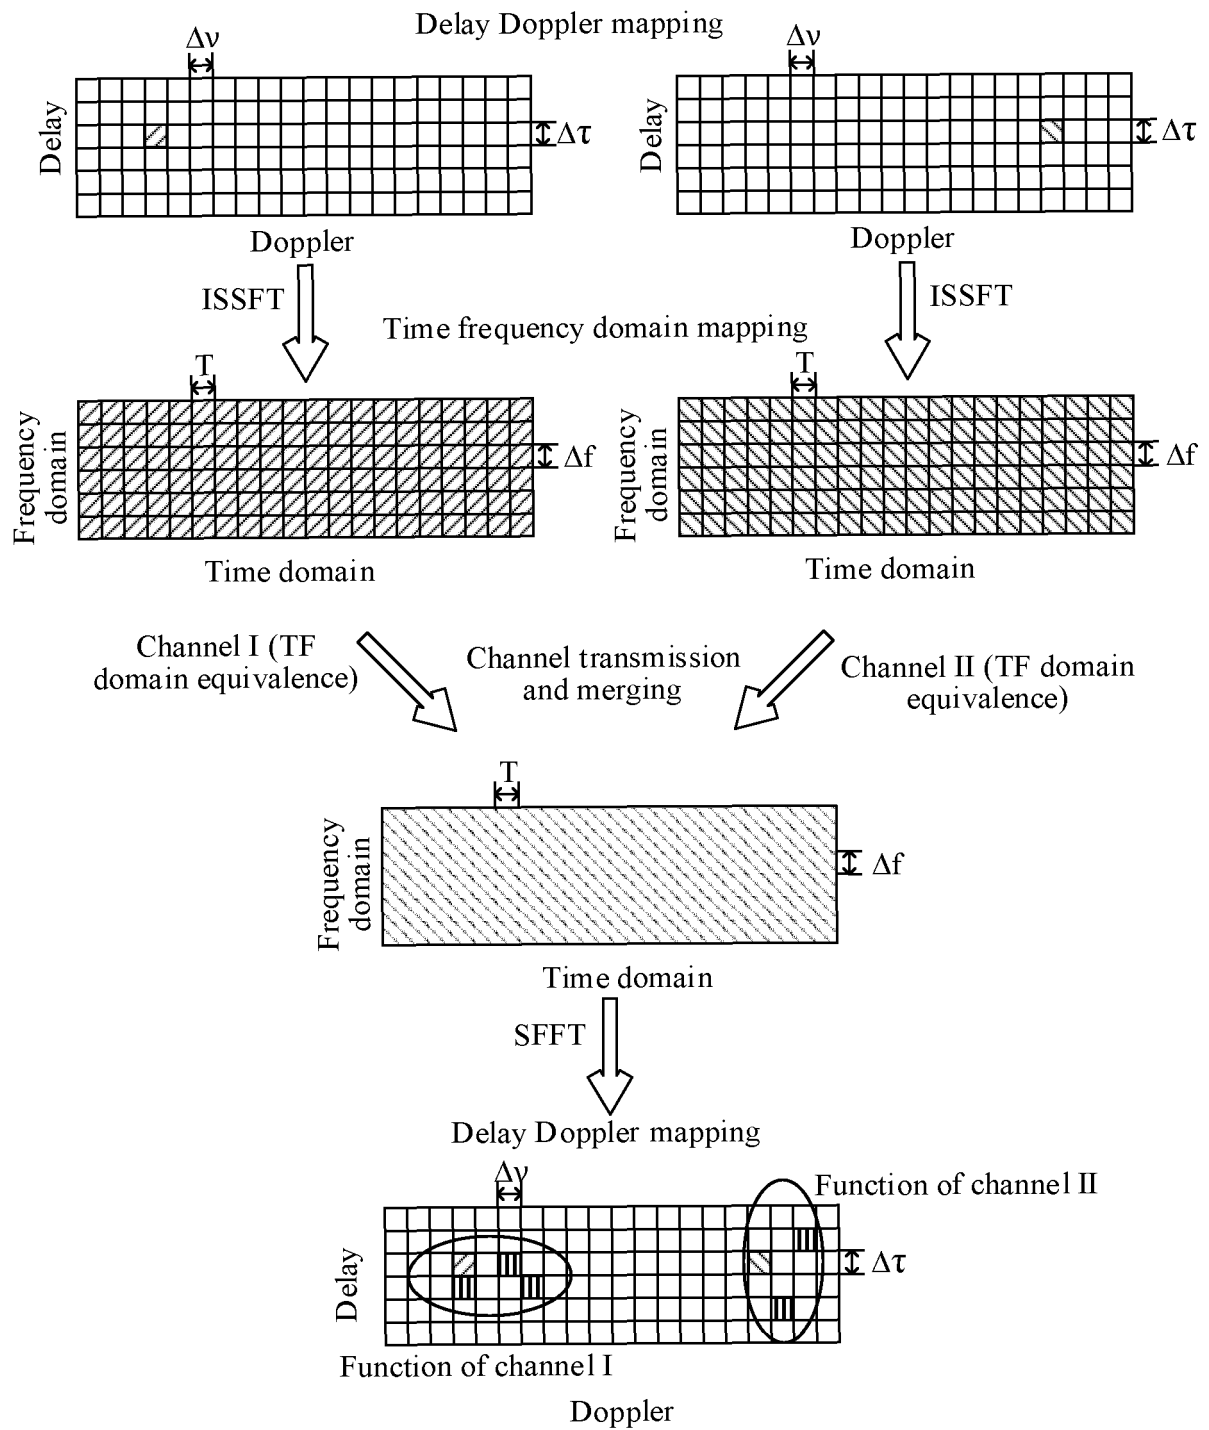 Delay Doppler mapping
Δν
Δν
Delay
Δτ
Delay
Δτ
Doppler
Doppler
ISSFT
ISSFT
Time frequency domain mapping
T
T
Frequency
domain
Δf
Frequency
domain
Δf
Time domain
Time domain
Channel I (TF
domain equivalence)
Channel transmission
and merging
Channel II (TF domain
equivalence)
T
Frequency
domain
Δf
Time domain
SFFT
Delay Doppler mapping
Δν
Function of channel II
Delay
Δτ
Function of channel I
Doppler